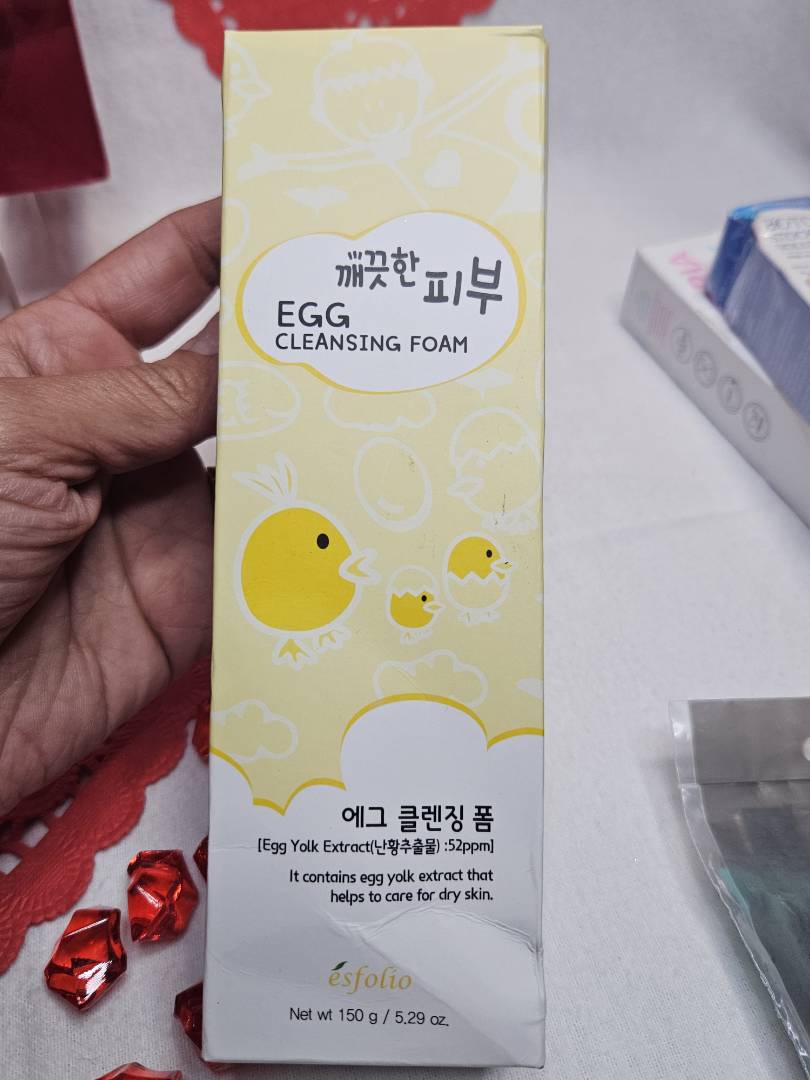 깨끗한 피부
EGG
CLEANSING FOAM
에그 클렌징 폼
[Egg Yolk Extract(난황추출물) :52ppm]
It contains egg yolk extract that
helps to care for dry skin.
ésfolio
Net wt 150 g / 5.29 oz.